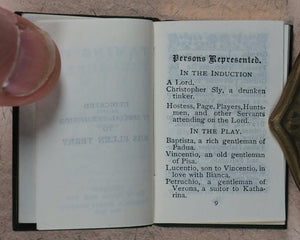 Persons Represented.
IN THE INDUCTION
A Lord.
Christopher Sly, a drunken
tinker.
Hostess, Page, Players, Hunts-
men, and other Servants
attending on the Lord.
IN THE PLAY.
Baptista, a rich gentleman of
Padua.
Vincentio, an old gentleman
of Pisa.
Lucentio, son to Vincentio, in
love with Bianca.
Petruchio, a gentleman of
Verona, a suitor to Katha-
rina.
9